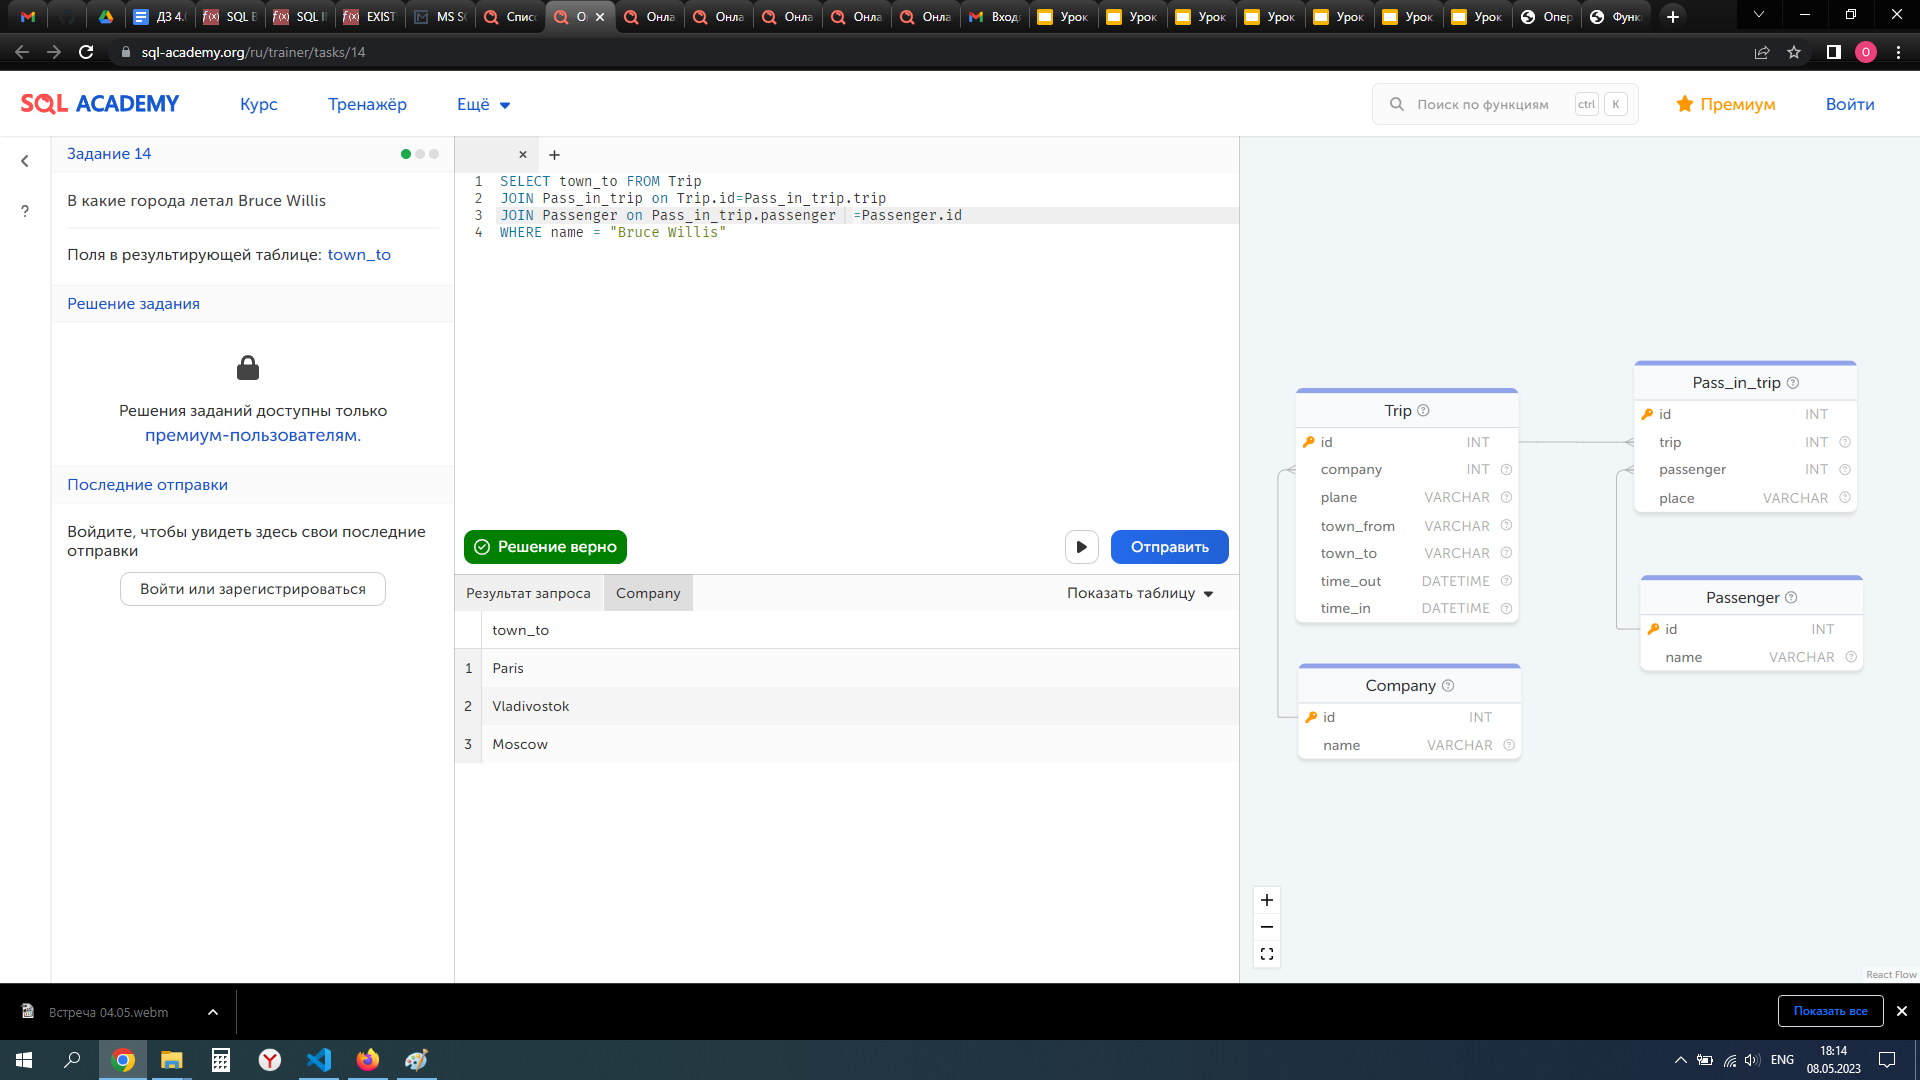 ДЗ 4.
SQL B
SQL I
EXIST
MS S
Списо
О
Онла
Онла
Онла
Онла
Онла
Вход
Урок
Урок
Урок
Урок
Урок
Урок
Урок
Опер
Функ
sql-academy.org/ru/trainer/tasks/14
SQL ACADEMY
Курс
Тренажёр
Ещё
Поиск по функциям
ctrl
K
Премиум
Войти
Задание 14
?
В какие города летал Bruce Willis
Поля в результирующей таблице: town_to
Решение задания
Решения заданий доступны только
премиум-пользователям.
Последние отправки
Войдите, чтобы увидеть здесь свои последние
отправки
Войти или зарегистрироваться
1 SELECT town_to FROM Trip
2 JOIN Pass_in_trip on Trip.id=Pass_in_trip.trip
3 JOIN Passenger on Pass_in_trip.passenger  =Passenger.id
4 WHERE name = "Bruce Willis"
Решение верно
Отправить
Результат запроса
Company
Показать таблицу
town_to
1 Paris
2 Vladivostok
3 Moscow
Trip
id INT
company INT
plane VARCHAR
town_from VARCHAR
town_to VARCHAR
time_out DATETIME
time_in DATETIME
Company
id INT
name VARCHAR
Pass_in_trip
id INT
trip INT
passenger INT
place VARCHAR
Passenger
id INT
name VARCHAR
React Flow
Встреча 04.05.webm
Показать все
ENG
18:14
08.05.2023